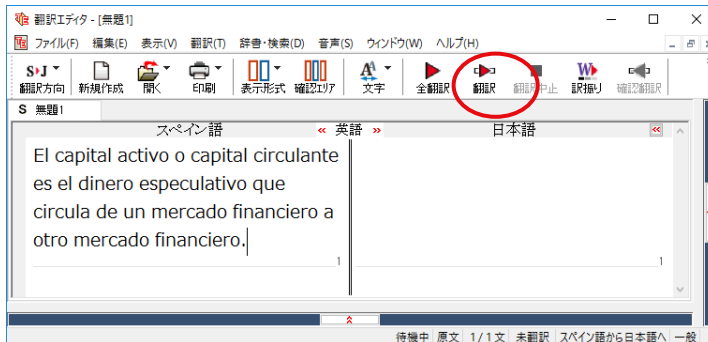 翻訳エディタ - [無題1]
ファイル(F) 編集(E) 表示(V) 翻訳(T) 辞書・検索(D) 音声(S) ウィンドウ(W) ヘルプ(H)
S▸J
翻訳方向 新規作成 開く 印刷 表示形式 確認エリア 文字 全翻訳 翻訳 翻訳中止 訳振り 確認翻訳
S 無題1
スペイン語 « 英語 » 日本語 «
El capital activo o capital circulante
es el dinero especulativo que
circula de un mercado financiero a
otro mercado financiero.
1 1
待機中 原文 1/1文 未翻訳 スペイン語から日本語へ 一般